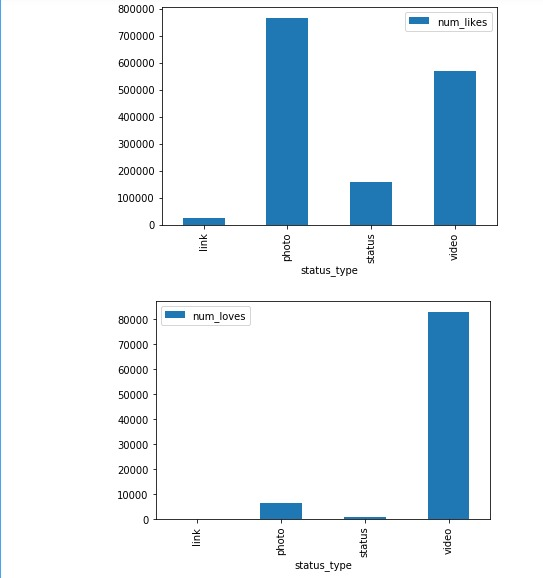 800000
700000
600000
500000
400000
300000
200000
100000
0
num_likes
link
photo
status
video
status_type
80000
70000
60000
50000
40000
30000
20000
10000
0
num_loves
link
photo
status
video
status_type